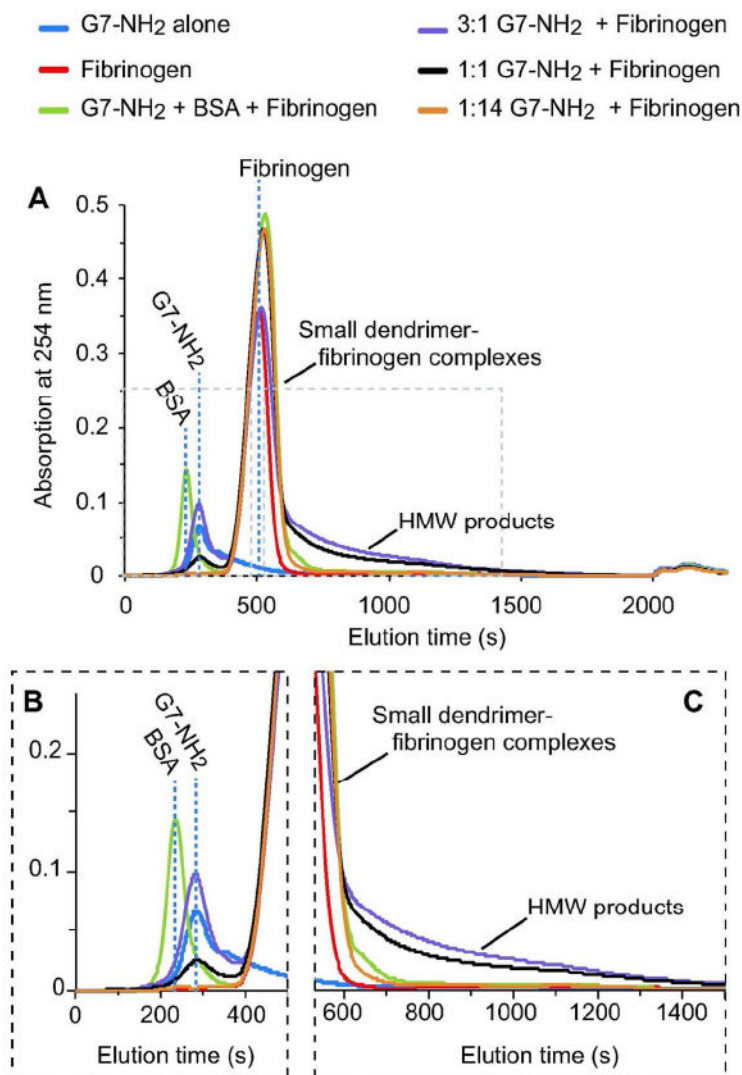 G7-NH2 alone
Fibrinogen
G7-NH2 + BSA + Fibrinogen
3:1 G7-NH2 + Fibrinogen
1:1 G7-NH2 + Fibrinogen
1:14 G7-NH2 + Fibrinogen
A
Fibrinogen
0.5
0.4
0.3
0.2
0.1
0
Absorption at 254 nm
G7-NH2
BSA
Small dendrimer-
fibrinogen complexes
HMW products
0 500 1000 1500 2000
Elution time (s)
B
G7-NH2
BSA
0.2
0.1
0
0 200 400
Elution time (s)
C
Small dendrimer-
fibrinogen complexes
HMW products
600 800 1000 1200 1400
Elution time (s)